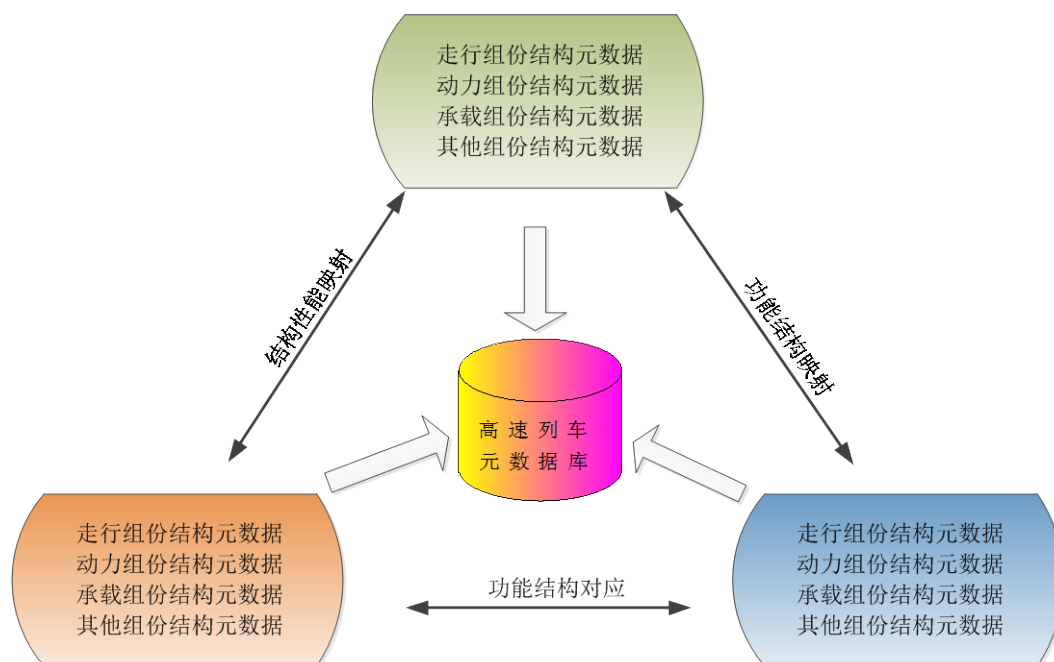 走行组份结构元数据
动力组份结构元数据
承载组份结构元数据
其他组份结构元数据
结构性能映射
功能结构映射
高速列车
元数据库
走行组份结构元数据
动力组份结构元数据
承载组份结构元数据
其他组份结构元数据
功能结构对应
走行组份结构元数据
动力组份结构元数据
承载组份结构元数据
其他组份结构元数据